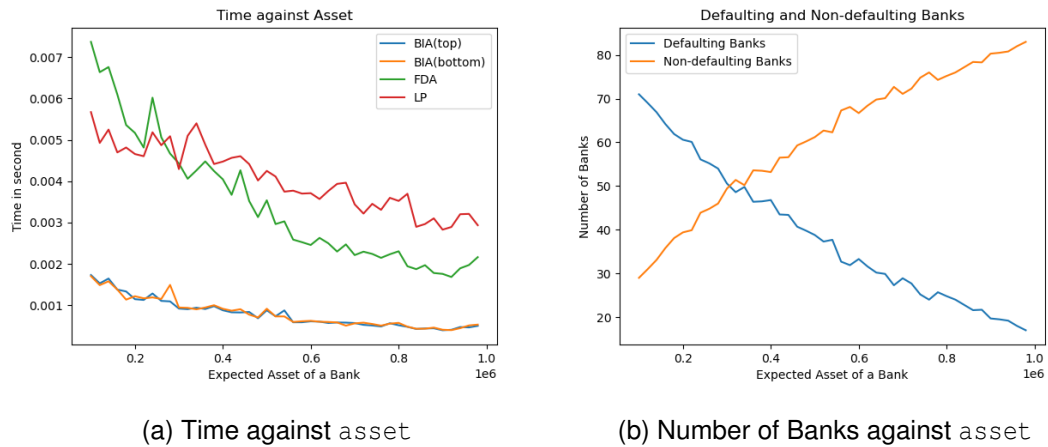 Time against Asset
BIA(top)
BIA(bottom)
FDA
LP
0.007
0.006
0.005
0.004
0.003
0.002
0.001
Time in second
0.2
0.4
0.6
0.8
1.0
1e6
Expected Asset of a Bank
(a) Time against asset
Defaulting and Non-defaulting Banks
Defaulting Banks
Non-defaulting Banks
80
70
60
50
40
30
20
Number of Banks
0.2
0.4
0.6
0.8
1.0
1e6
Expected Asset of a Bank
(b) Number of Banks against asset